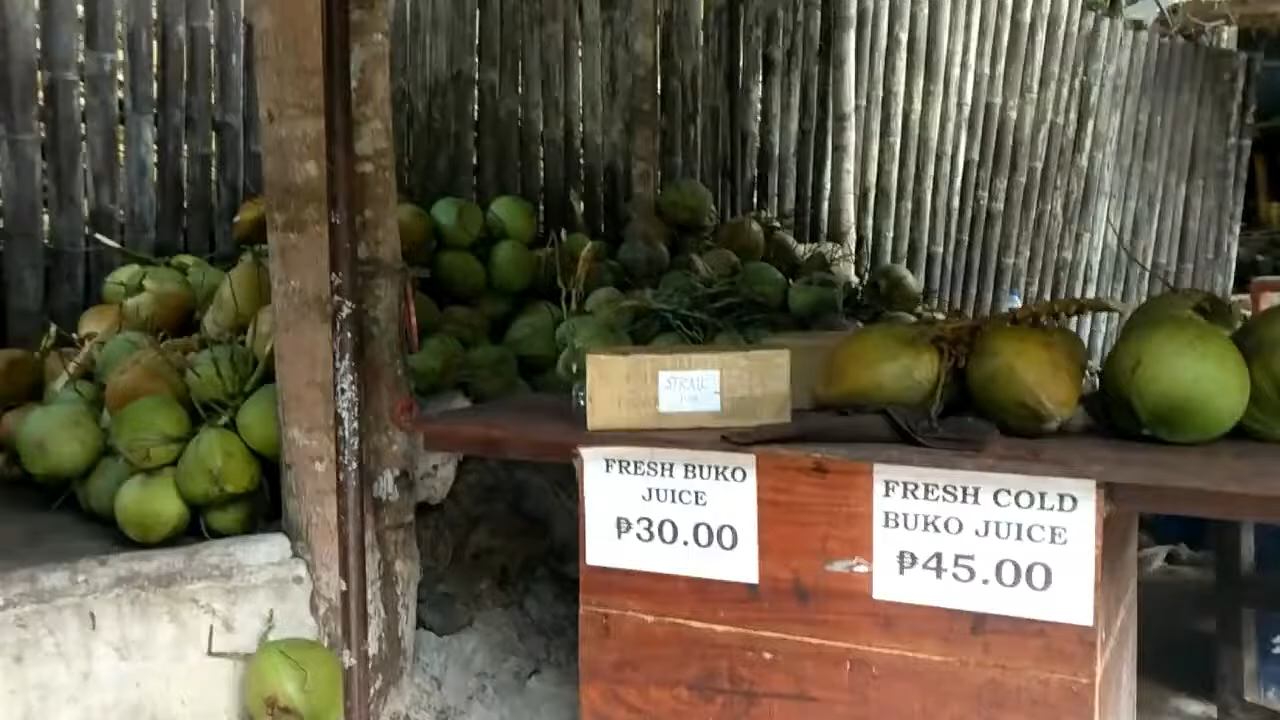 STRAW
FRESH BUKO
JUICE
₱30.00
FRESH COLD
BUKO JUICE
₱45.00